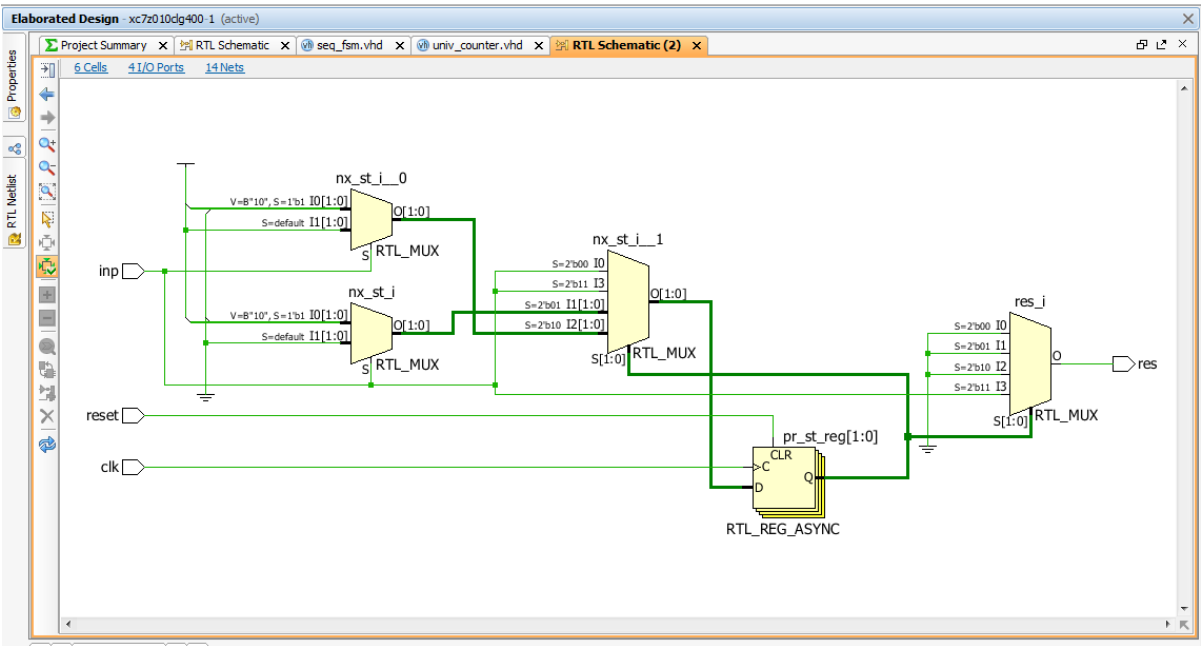 Elaborated Design - xc7z010clg400-1 (active)
Project Summary RTL Schematic seq_fsm.vhd univ_counter.vhd RTL Schematic (2)
6 Cells 4 I/O Ports 14 Nets
Properties
RTL Netlist
nx_st_i__0
V=B"10", S=1'b1 I0[1:0]
S=default I1[1:0]
O[1:0]
S
RTL_MUX
inp
nx_st_i
V=B"10", S=1'b1 I0[1:0]
S=default I1[1:0]
O[1:0]
S
RTL_MUX
nx_st_i__1
S=2'b00 I0
S=2'b11 I3
S=2'b01 I1[1:0]
S=2'b10 I2[1:0]
O[1:0]
S[1:0]
RTL_MUX
res_i
S=2'b00 I0
S=2'b01 I1
S=2'b10 I2
S=2'b11 I3
O
res
S[1:0]
RTL_MUX
reset
clk
pr_st_reg[1:0]
CLR
C
Q
D
RTL_REG_ASYNC